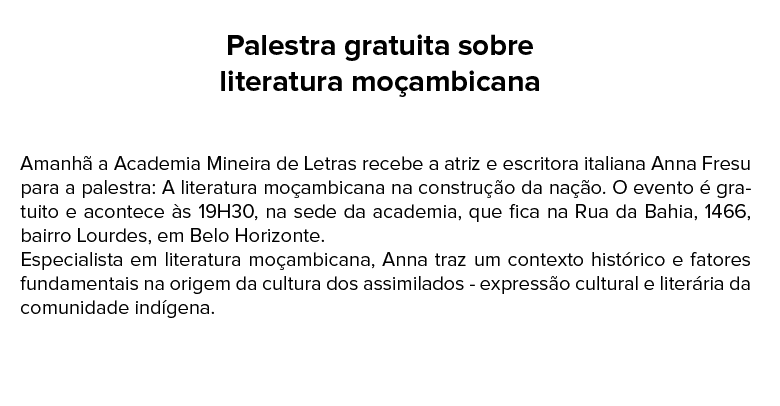 Palestra gratuita sobre
literatura moçambicana
Amanhã a Academia Mineira de Letras recebe a atriz e escritora italiana Anna Fresu
para a palestra: A literatura moçambicana na construção da nação. O evento é gra-
tuito e acontece às 19H30, na sede da academia, que fica na Rua da Bahia, 1466,
bairro Lourdes, em Belo Horizonte.
Especialista em literatura moçambicana, Anna traz um contexto histórico e fatores
fundamentais na origem da cultura dos assimilados - expressão cultural e literária da
comunidade indígena.